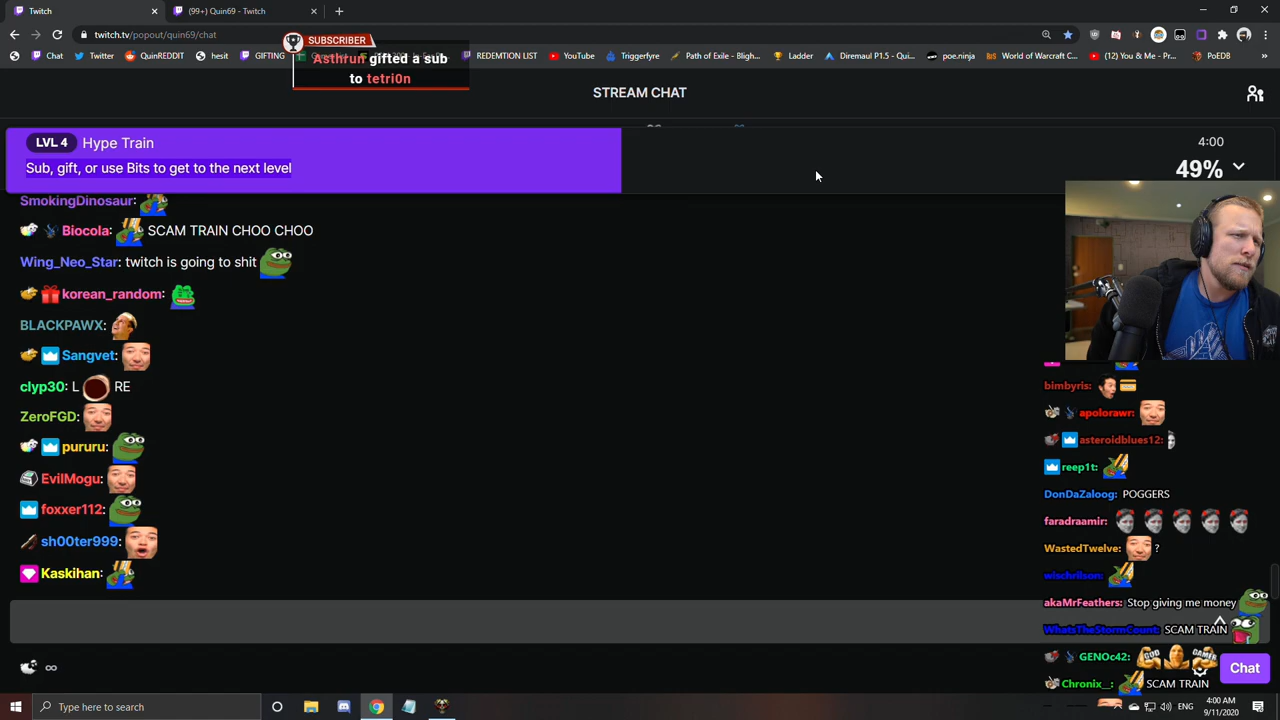 Twitch
(99+) Quin69 - Twitch
twitch.tv/popout/quin69/chat
Chat
Twitter
QuinREDDIT
hesit
GIFTING
REDEMTION LIST
YouTube
Triggerfyre
Path of Exile - Bligh...
Ladder
Diremaul P1.5 - Qui...
poe.ninja
World of Warcraft C...
(12) You & Me - Pr...
PoEDB
SUBSCRIBER
Asthrun gifted a sub
to tetri0n
STREAM CHAT
LVL 4 Hype Train
Sub, gift, or use Bits to get to the next level
4:00
49%
SmokingDinosaur:
Biocola: SCAM TRAIN CHOO CHOO
Wing_Neo_Star: twitch is going to shit
korean_random:
BLACKPAWX:
Sangvet:
clyp30: L RE
ZeroFGD:
pururu:
EvilMogu:
foxxer112:
sh00ter999:
Kaskihan:
bimbyris:
apolorawr:
asteroidblues12:
reep1t:
DonDaZaloog: POGGERS
faradraamir:
WastedTwelve: ?
wischrilson:
akaMrFeathers: Stop giving me money
WhatsTheStormCount: SCAM TRAIN
GENOc42: GOD GAMER
Chronix__: SCAM TRAIN
∞
Chat
Type here to search
ENG
4:00 AM
9/11/2020